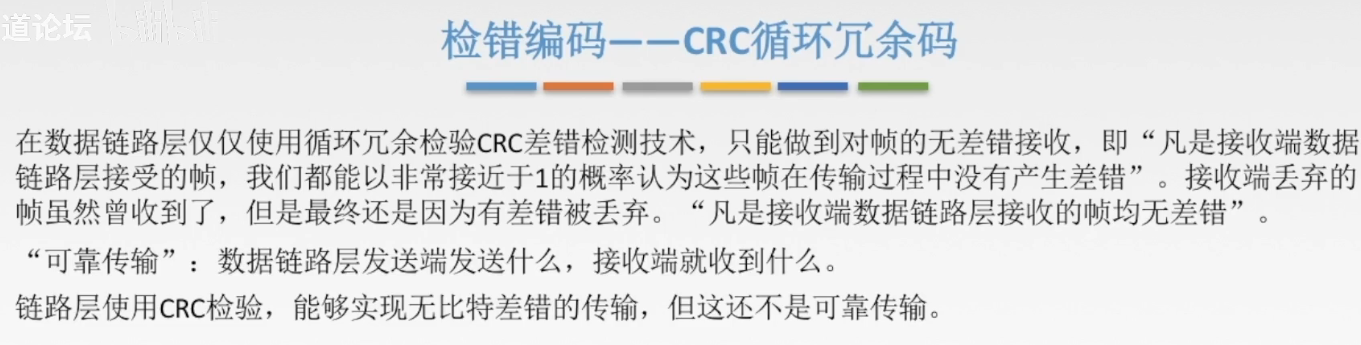 道论坛
检错编码——CRC循环冗余码
在数据链路层仅仅使用循环冗余检验CRC差错检测技术，只能做到对帧的无差错接收，即“凡是接收端数据
链路层接受的帧，我们都能以非常接近于1的概率认为这些帧在传输过程中没有产生差错”。接收端丢弃的
帧虽然曾收到了，但是最终还是因为有差错被丢弃。“凡是接收端数据链路层接收的帧均无差错”。
“可靠传输”：数据链路层发送端发送什么，接收端就收到什么。
链路层使用CRC检验，能够实现无比特差错的传输，但这还不是可靠传输。